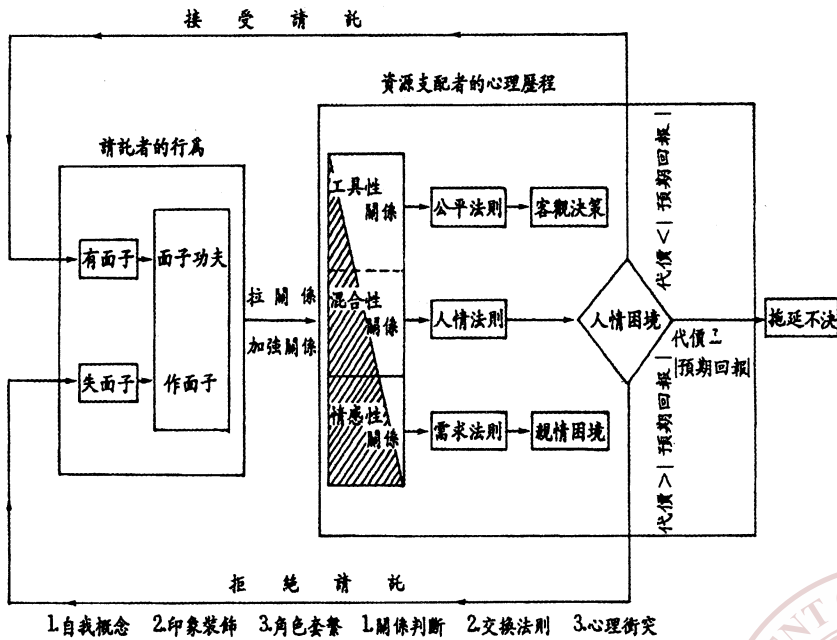 接受請託
資源支配者的心理歷程
請託者的行爲
有面子
面子功夫
失面子
作面子
拉關係
加強關係
工具性
關係
混合性
關係
情感性
關係
公平法則
客觀決策
人情法則
人情困境
需求法則
親情困境
代價<|預期回報|
代價
|預期回報|
代價>|預期回報|
拖延不決
拒絕請託
1.自我概念 2.印象裝飾 3.角色套繫 1.關係判斷 2.交換法則 3.心理衝突